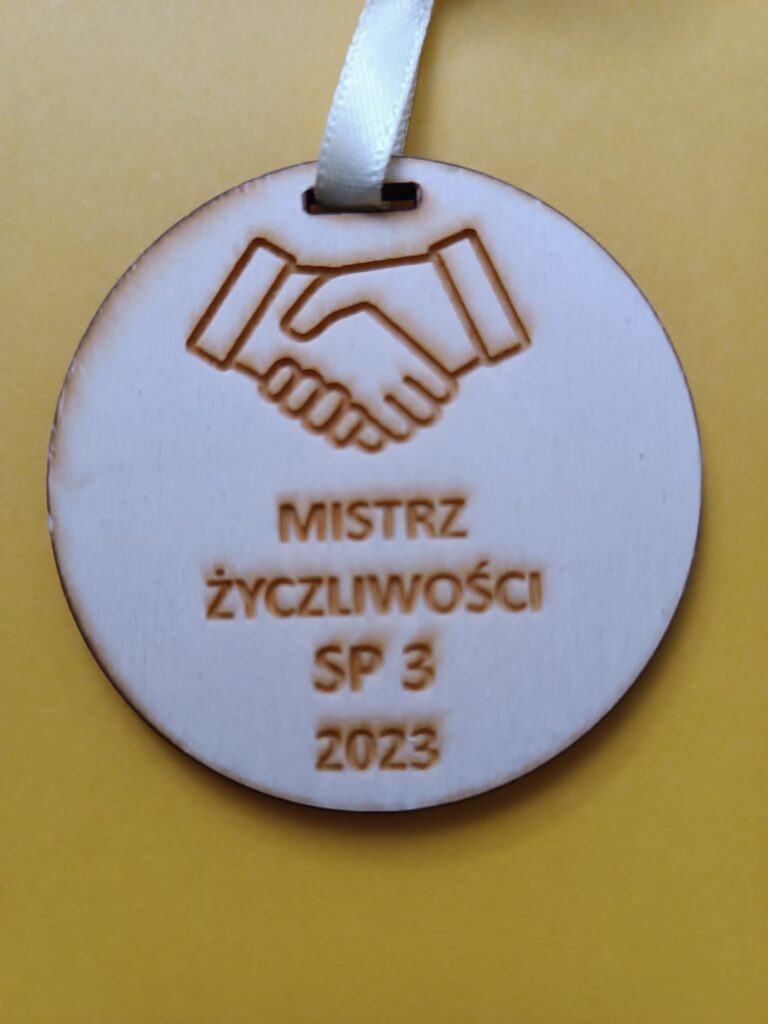 MISTRZ
ŻYCZLIWOŚCI
SP 3
2023